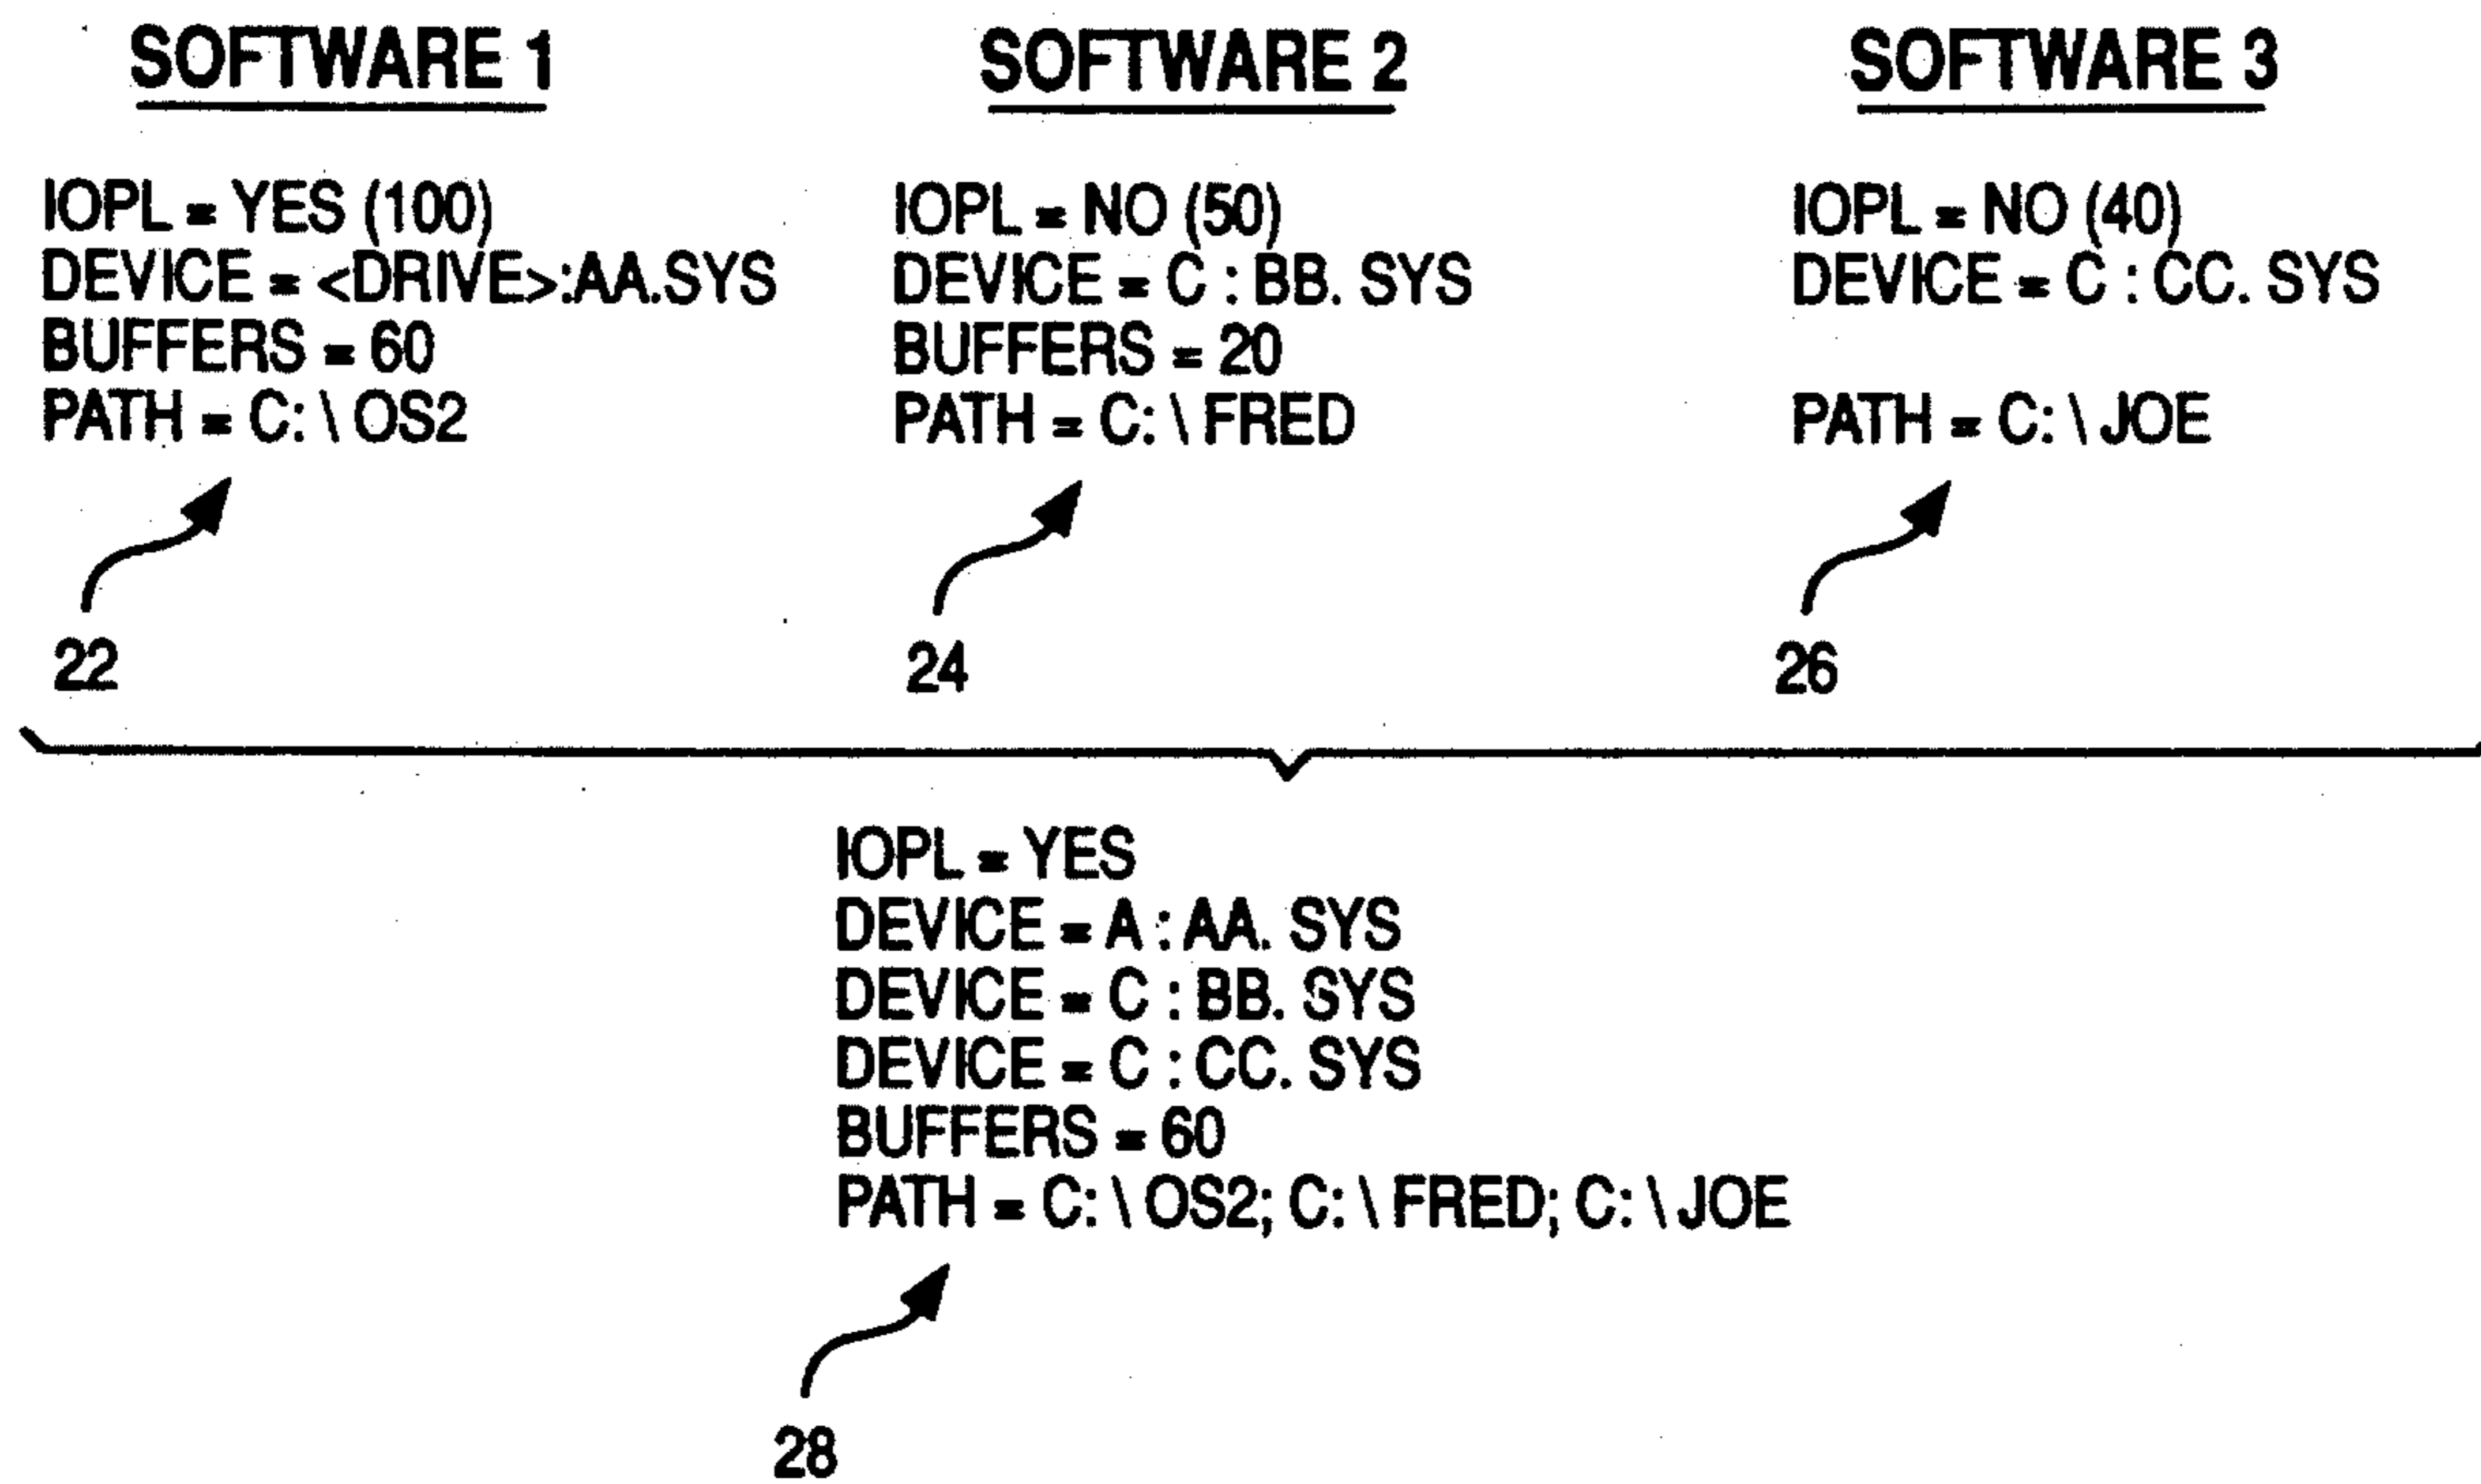 SOFTWARE 1
IOPL = YES (100)
DEVICE = <DRIVE>:AA.SYS
BUFFERS = 60
PATH = C: \ OS2
22
SOFTWARE 2
IOPL = NO (50)
DEVICE = C : BB. SYS
BUFFERS = 20
PATH = C: \ FRED
24
SOFTWARE 3
IOPL = NO (40)
DEVICE = C : CC. SYS
PATH = C: \ JOE
26
IOPL = YES
DEVICE = A : AA. SYS
DEVICE = C : BB. SYS
DEVICE = C : CC. SYS
BUFFERS = 60
PATH = C: \ OS2; C: \ FRED; C: \ JOE
28